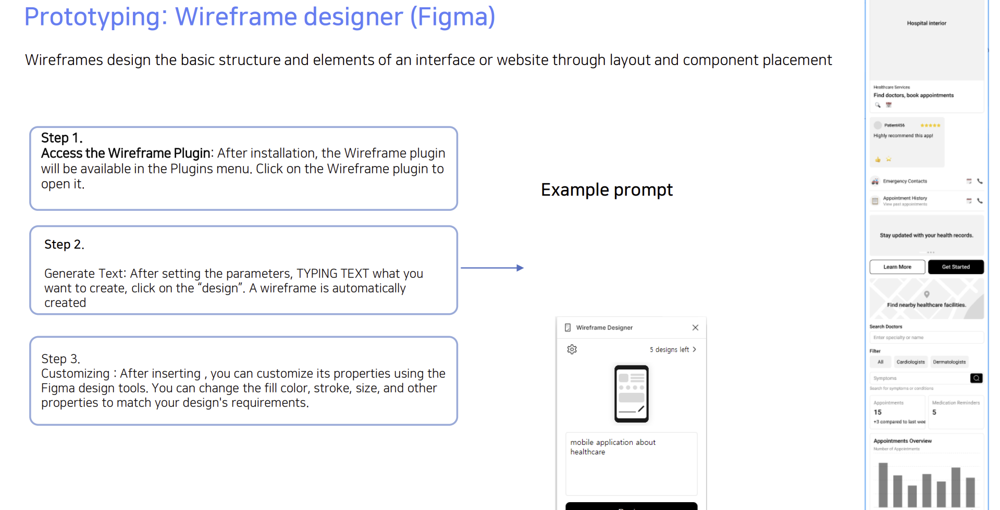 Prototyping: Wireframe designer (Figma)
Wireframes design the basic structure and elements of an interface or website through layout and component placement
Step 1.
Access the Wireframe Plugin: After installation, the Wireframe plugin
will be available in the Plugins menu. Click on the Wireframe plugin to
open it.
Step 2.
Generate Text: After setting the parameters, TYPING TEXT what you
want to create, click on the “design”. A wireframe is automatically
created
Step 3.
Customizing : After inserting , you can customize its properties using the
Figma design tools. You can change the fill color, stroke, size, and other
properties to match your design's requirements.
Example prompt
Wireframe Designer
5 designs left
mobile application about
healthcare
Hospital interior
Healthcare Services
Find doctors, book appointments
Patient456
Highly recommend this app!
Emergency Contacts
Appointment History
View past appointments
Stay updated with your health records.
Learn More
Get Started
Find nearby healthcare facilities.
Search Doctors
Enter specialty or name
Filter
All
Cardiologists
Dermatologists
Symptoms
Search for symptoms or conditions
Appointments
15
+3 compared to last wee
Medication Reminders
5
Appointments Overview
Number of Appointments